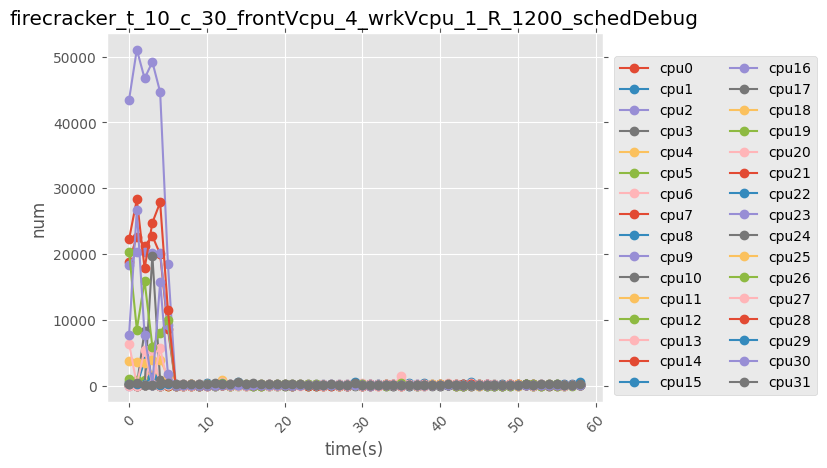 firecracker_t_10_c_30_frontVcpu_4_wrkVcpu_1_R_1200_schedDebug
50000
40000
30000
20000
10000
0
num
0
10
20
30
40
50
60
time(s)
cpu0
cpu1
cpu2
cpu3
cpu4
cpu5
cpu6
cpu7
cpu8
cpu9
cpu10
cpu11
cpu12
cpu13
cpu14
cpu15
cpu16
cpu17
cpu18
cpu19
cpu20
cpu21
cpu22
cpu23
cpu24
cpu25
cpu26
cpu27
cpu28
cpu29
cpu30
cpu31